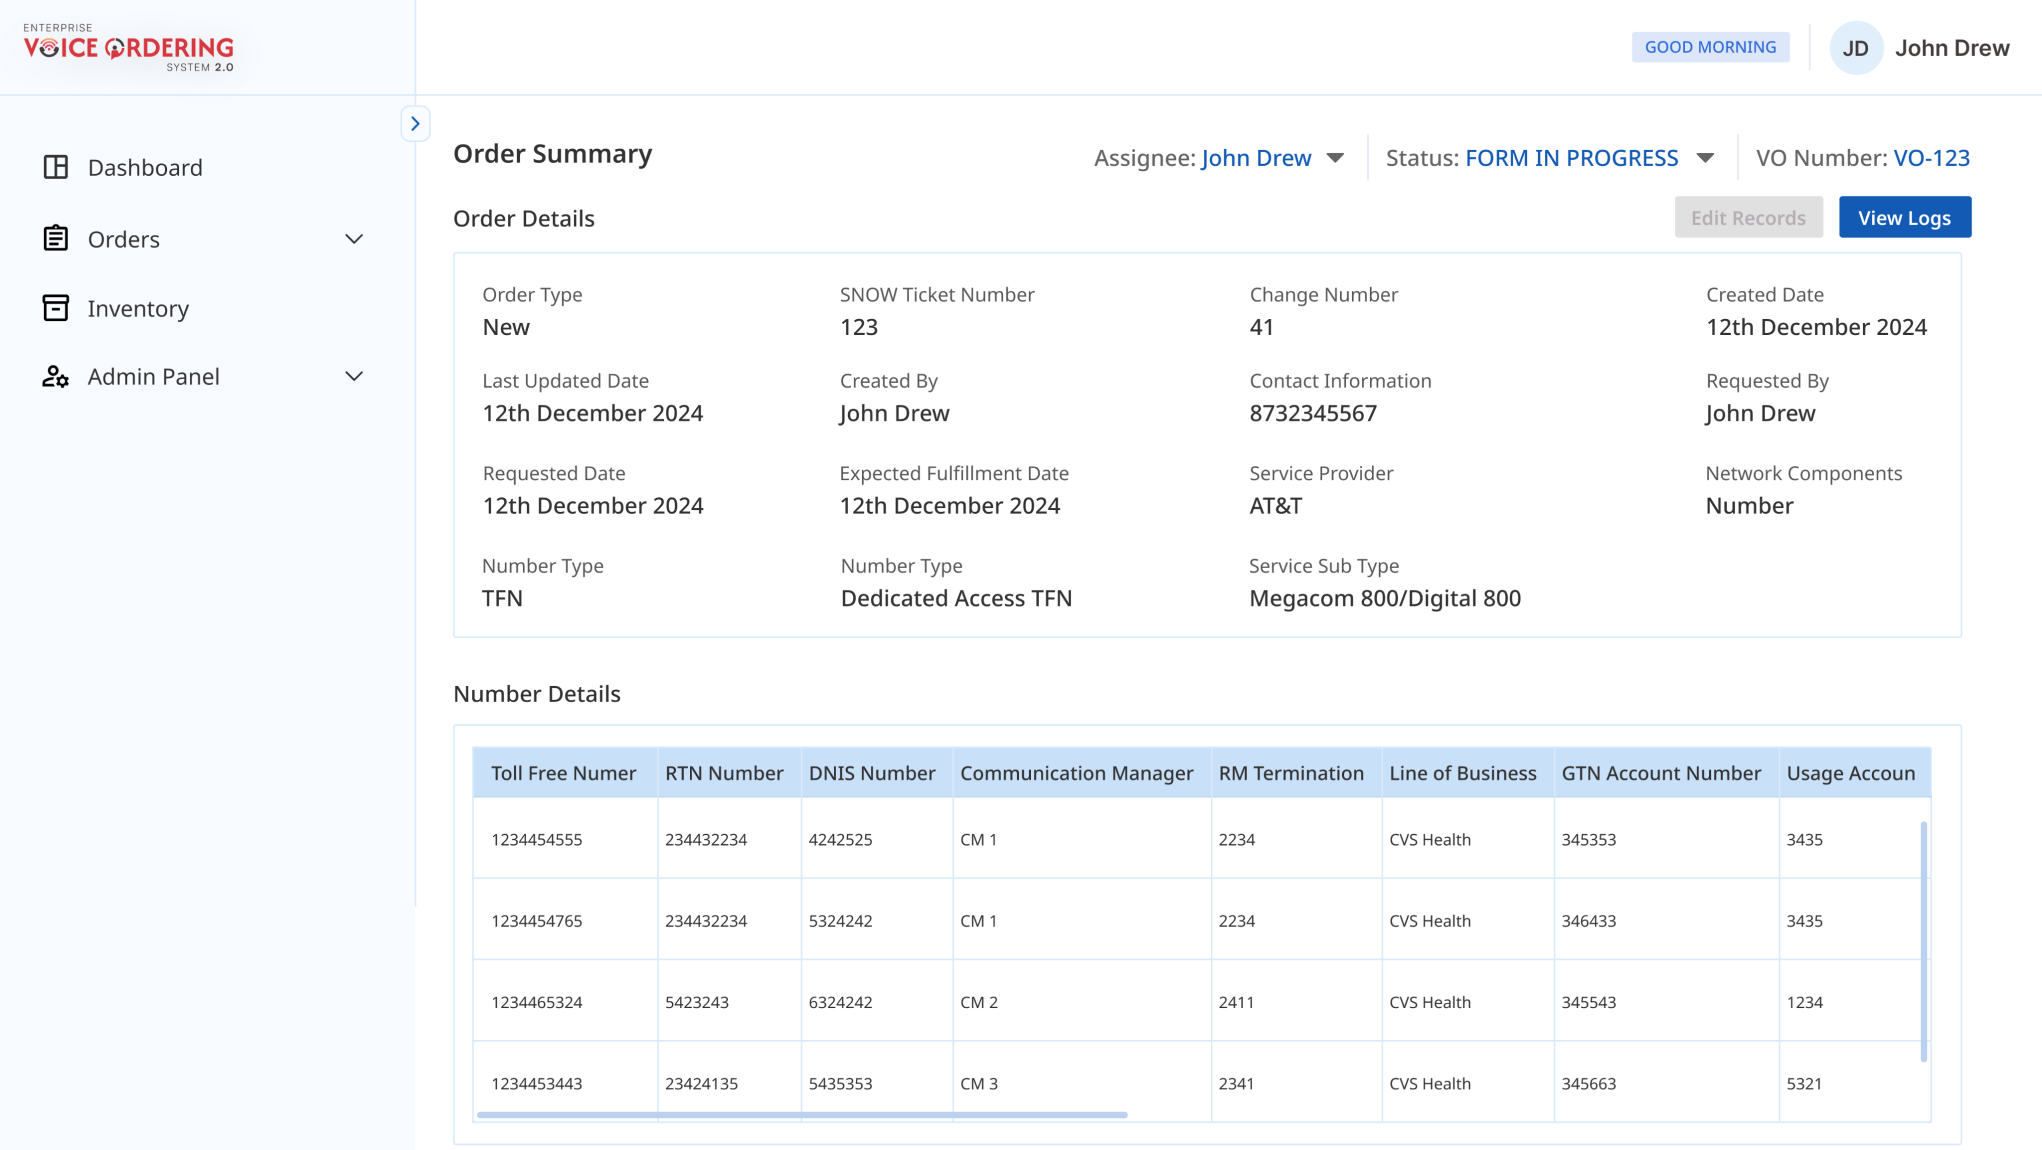 ENTERPRISE
VOICE ORDERING
SYSTEM 2.0
GOOD MORNING
JD
John Drew
Dashboard
Orders
Inventory
Admin Panel
Order Summary
Assignee: John Drew
Status: FORM IN PROGRESS
VO Number: VO-123
Order Details
Edit Records
View Logs
Order Type
New
SNOW Ticket Number
123
Change Number
41
Created Date
12th December 2024
Last Updated Date
12th December 2024
Created By
John Drew
Contact Information
8732345567
Requested By
John Drew
Requested Date
12th December 2024
Expected Fulfillment Date
12th December 2024
Service Provider
AT&T
Network Components
Number
Number Type
TFN
Number Type
Dedicated Access TFN
Service Sub Type
Megacom 800/Digital 800
Number Details
Toll Free Numer RTN Number DNIS Number Communication Manager RM Termination Line of Business GTN Account Number Usage Accoun
1234454555 234432234 4242525 CM 1 2234 CVS Health 345353 3435
1234454765 234432234 5324242 CM 1 2234 CVS Health 346433 3435
1234465324 5423243 6324242 CM 2 2411 CVS Health 345543 1234
1234453443 23424135 5435353 CM 3 2341 CVS Health 345663 5321